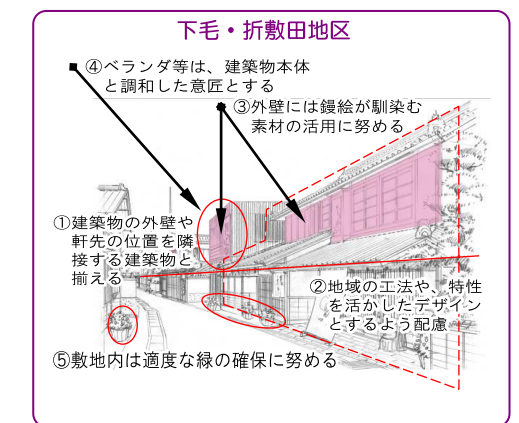 下毛・折敷田地区
④ベランダ等は、建築物本体
と調和した意匠とする
③外壁には鏝絵が馴染む
素材の活用に努める
①建築物の外壁や
軒先の位置を隣
接する建築物と
揃える
②地域の工法や、特性
を活かしたデザイン
とするよう配慮
⑤敷地内は適度な緑の確保に努める